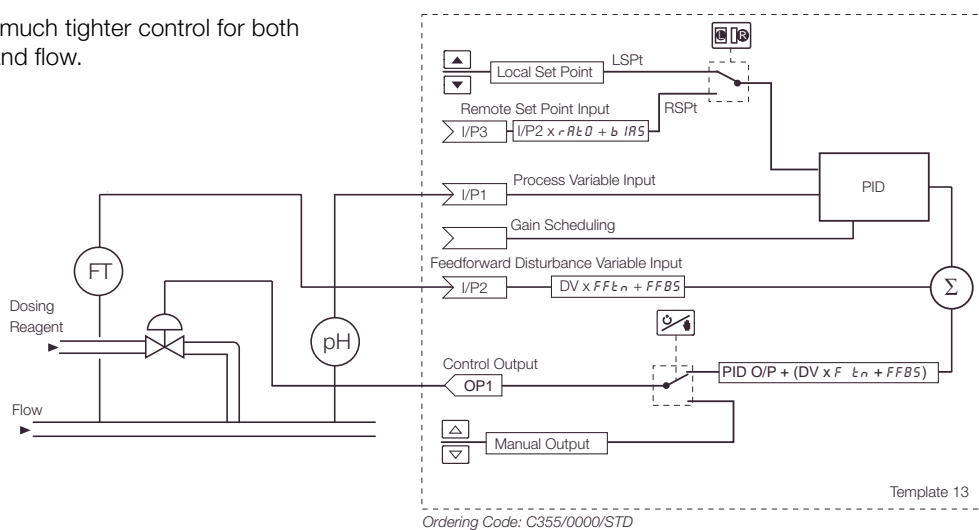 much tighter control for both
nd flow.
LSPt
Local Set Point
Remote Set Point Input
RSPt
I/P3
I/P2 x rAtO + bIAS
Process Variable Input
I/P1
PID
Gain Scheduling
FT
Feedforward Disturbance Variable Input
I/P2
DV x FFtn + FFBS
Σ
Dosing
Reagent
pH
Control Output
OP1
PID O/P + (DV x F tn + FFBS)
Flow
Manual Output
Template 13
Ordering Code: C355/0000/STD
L R